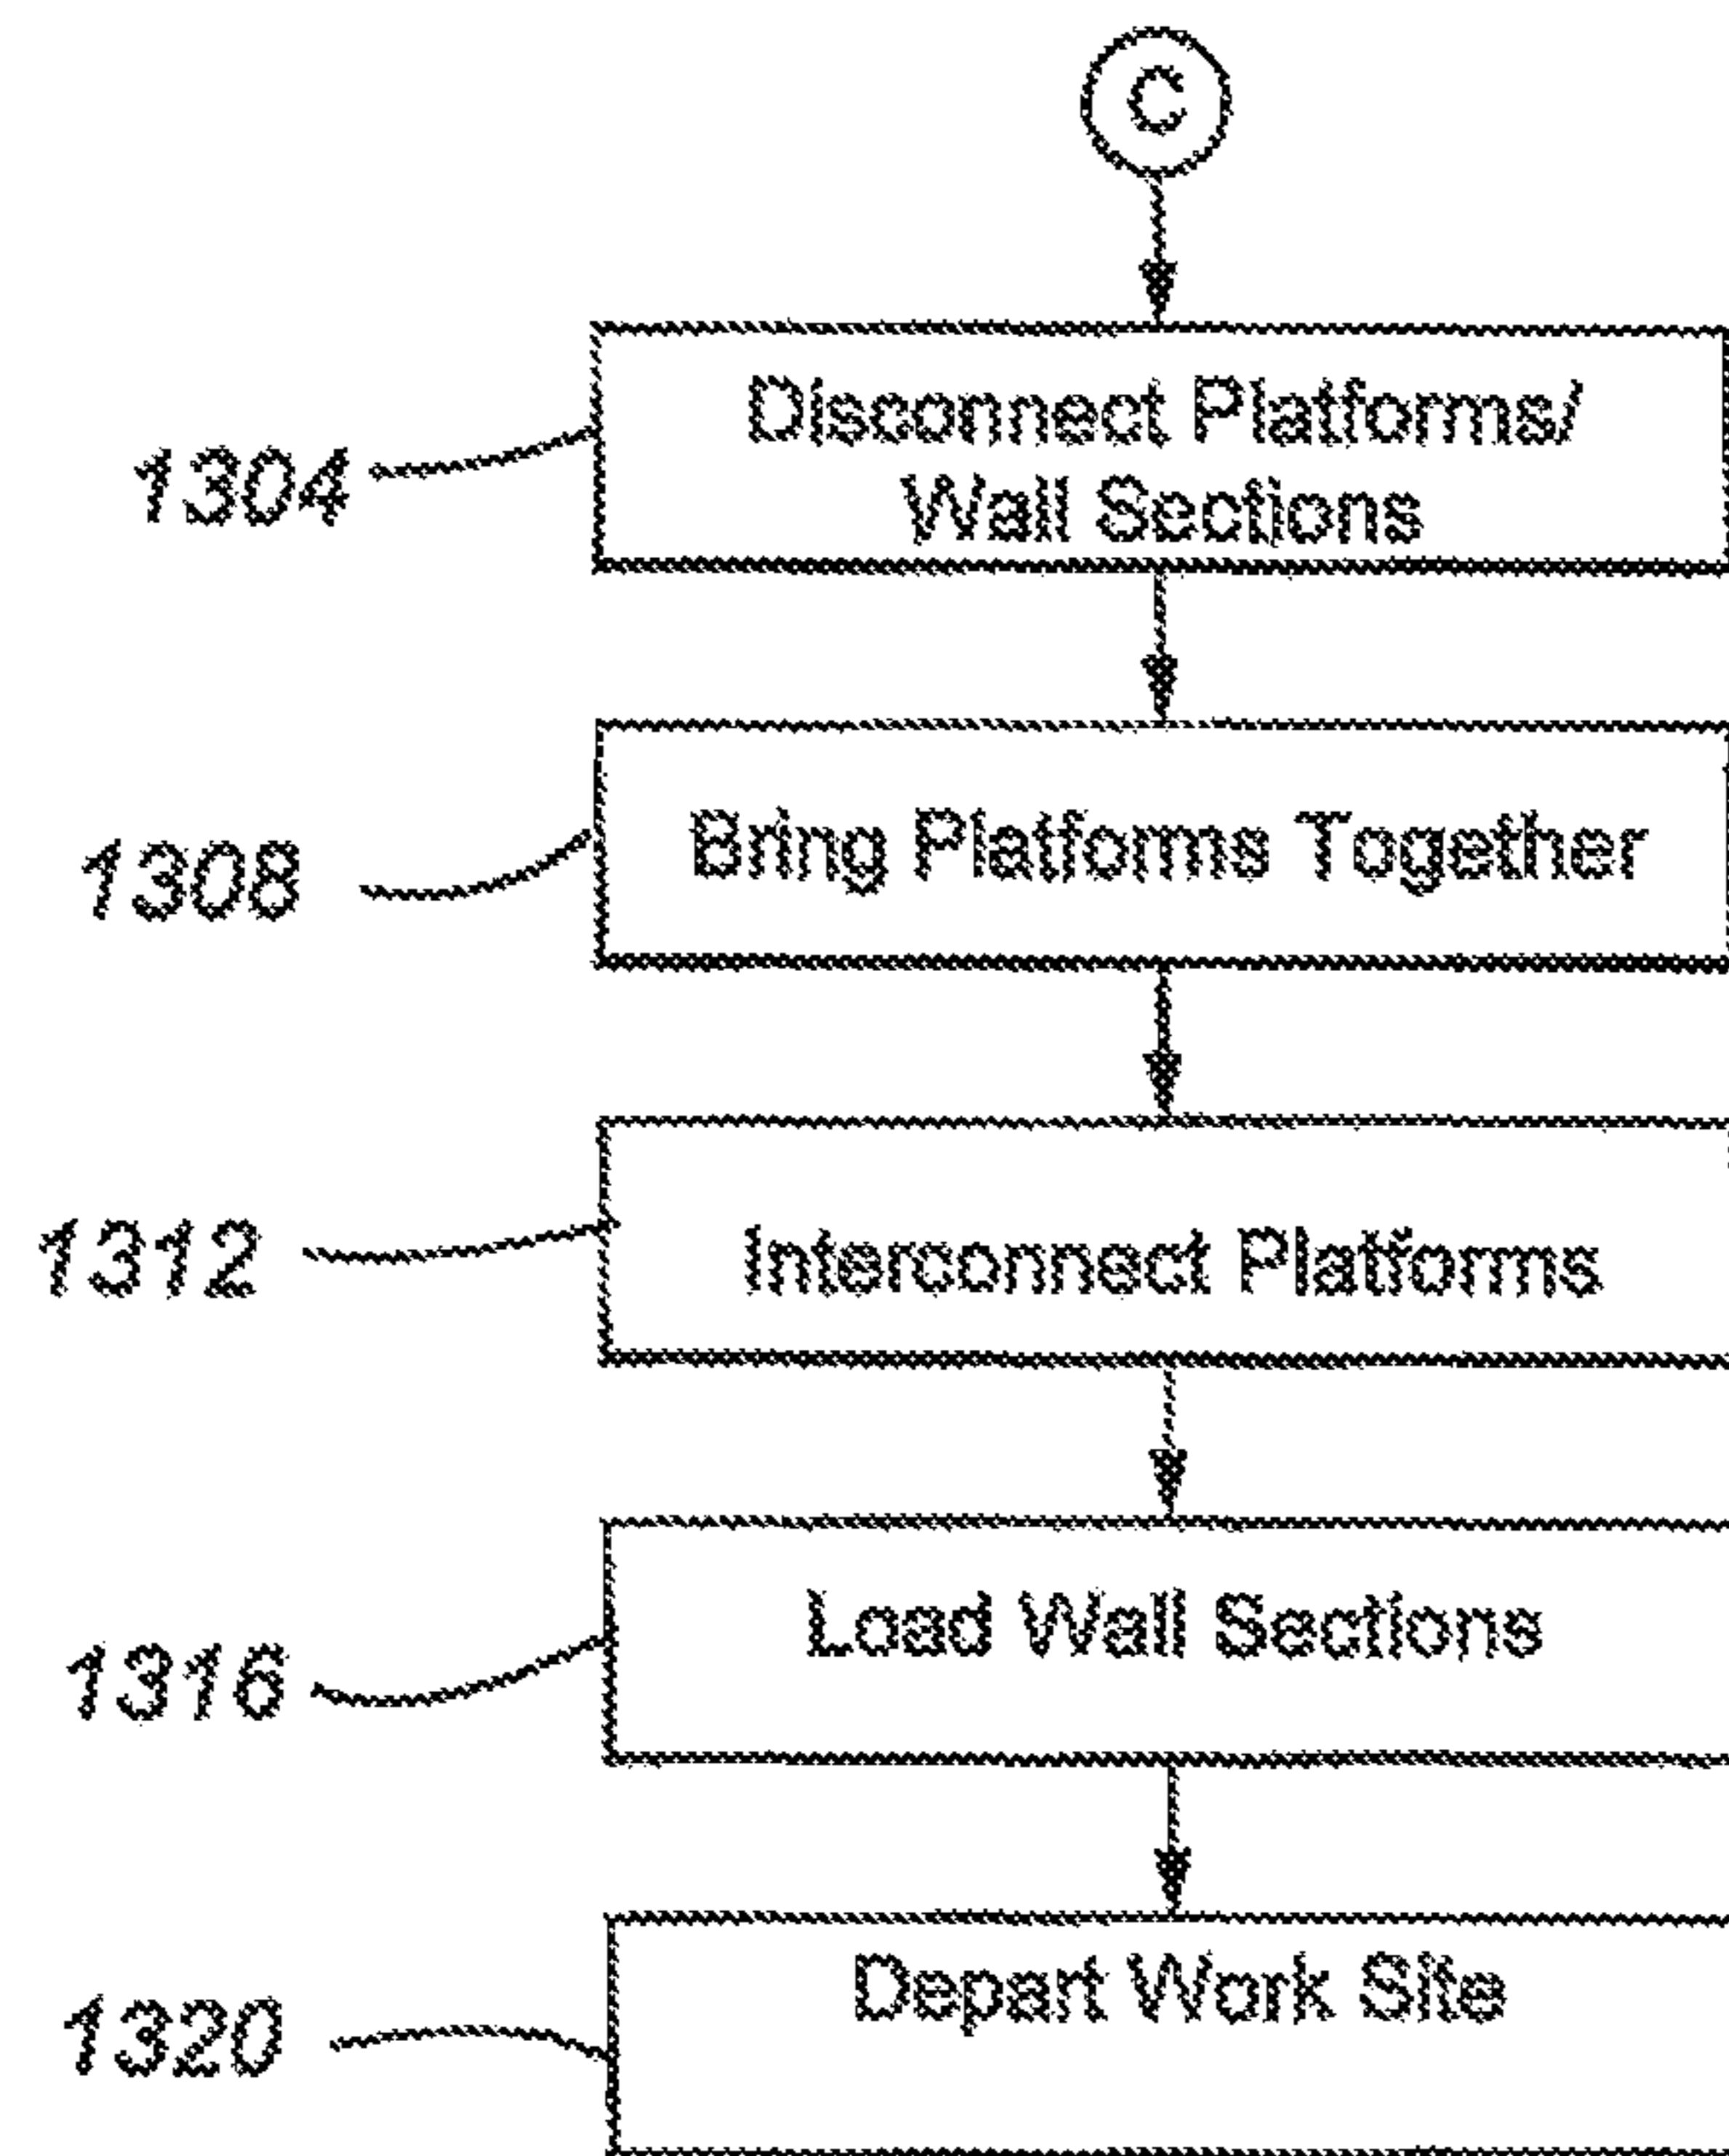 C
1304
Disconnect Platforms/
Wall Sections
1308
Bring Platforms Together
1312
Interconnect Platforms
1316
Load Wall Sections
1320
Depart Work Site